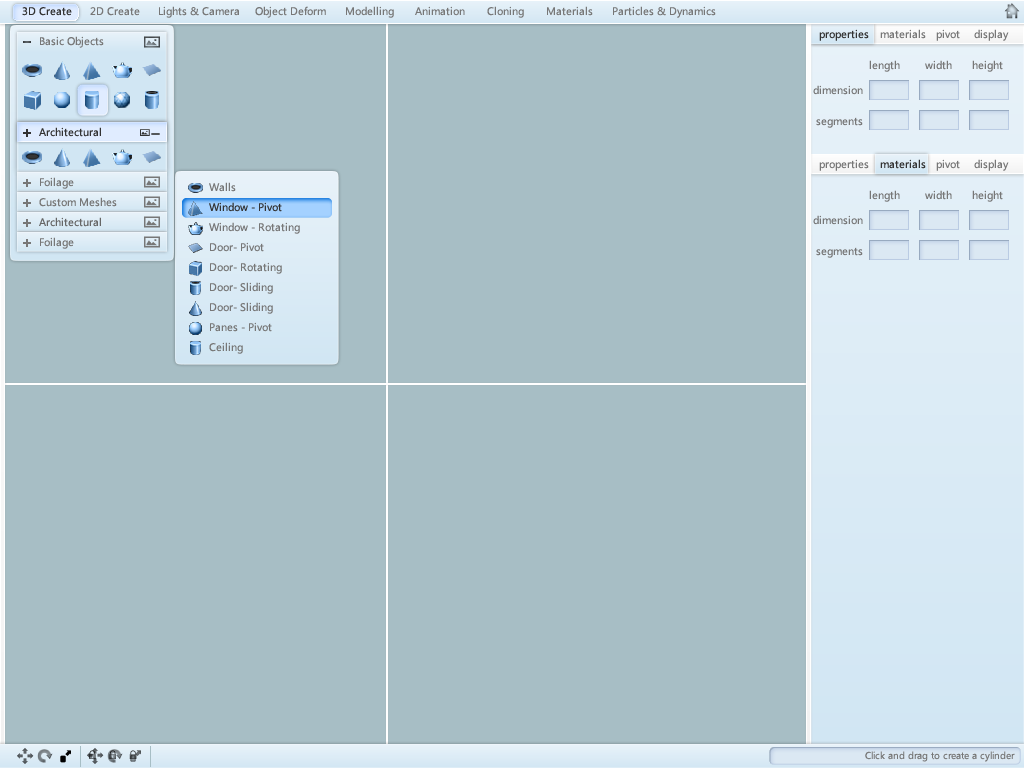 3D Create 2D Create Lights & Camera Object Deform Modelling Animation Cloning Materials Particles & Dynamics
Basic Objects
Architectural
Foilage
Custom Meshes
Architectural
Foilage
Walls
Window - Pivot
Window - Rotating
Door- Pivot
Door- Rotating
Door- Sliding
Door- Sliding
Panes - Pivot
Ceiling
properties materials pivot display
length width height
dimension
segments
properties materials pivot display
length width height
dimension
segments
Click and drag to create a cylinder